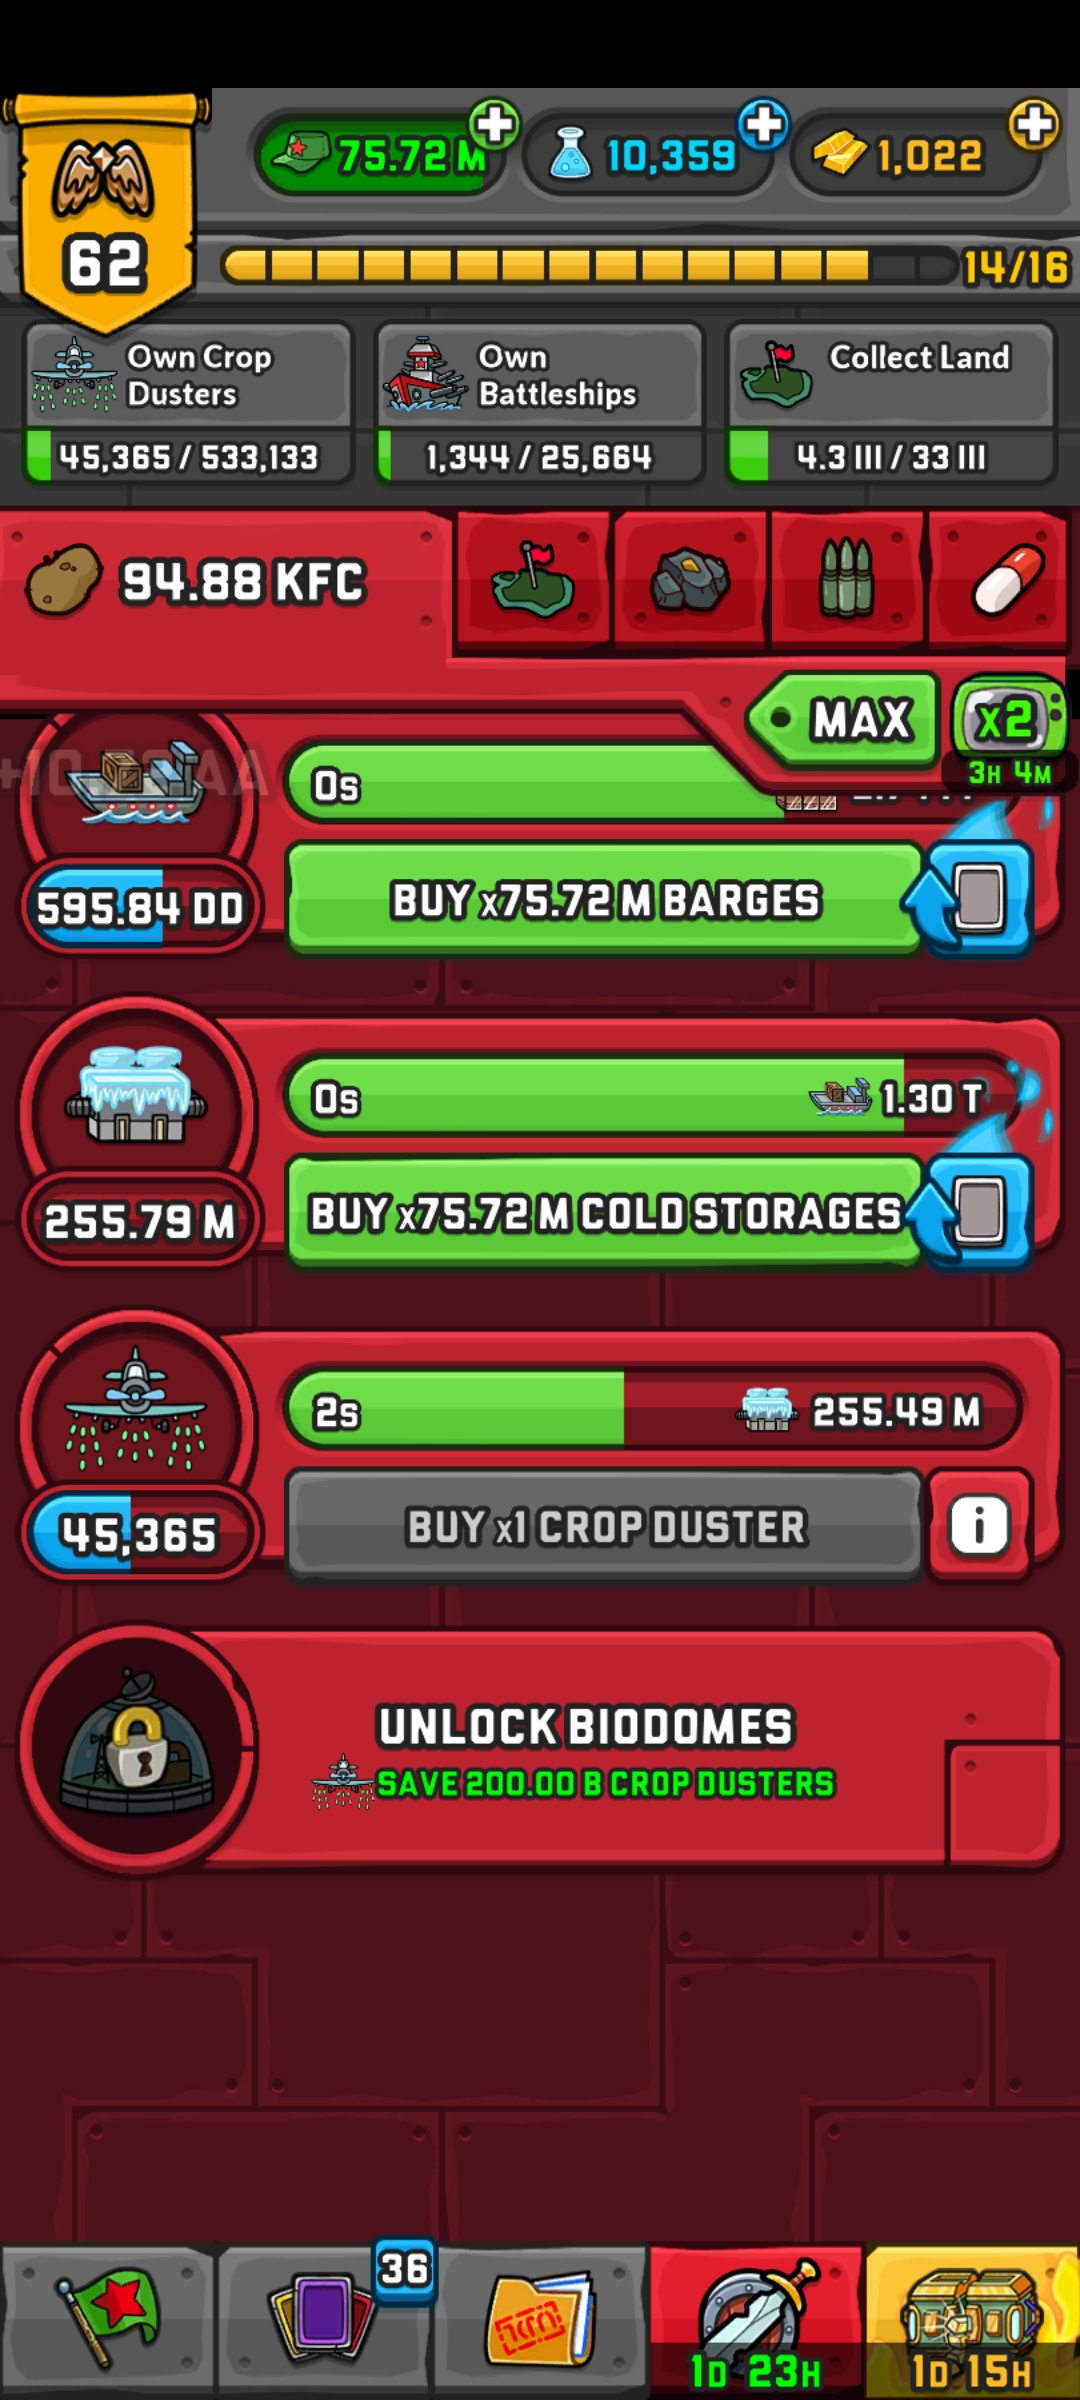 75.72 M
10,359
1,022
62
14/16
Own Crop
Dusters
45,365 / 533,133
Own
Battleships
1,344 / 25,664
Collect Land
4.3 III / 33 III
94.88 KFC
MAX
x2
3H 4M
0s
595.84 DD
BUY x75.72 M BARGES
0s
1.30 T
255.79 M
BUY x75.72 M COLD STORAGES
2s
255.49 M
45,365
BUY x1 CROP DUSTER
i
UNLOCK BIODOMES
SAVE 200.00 B CROP DUSTERS
36
1D 23H
1D 15H